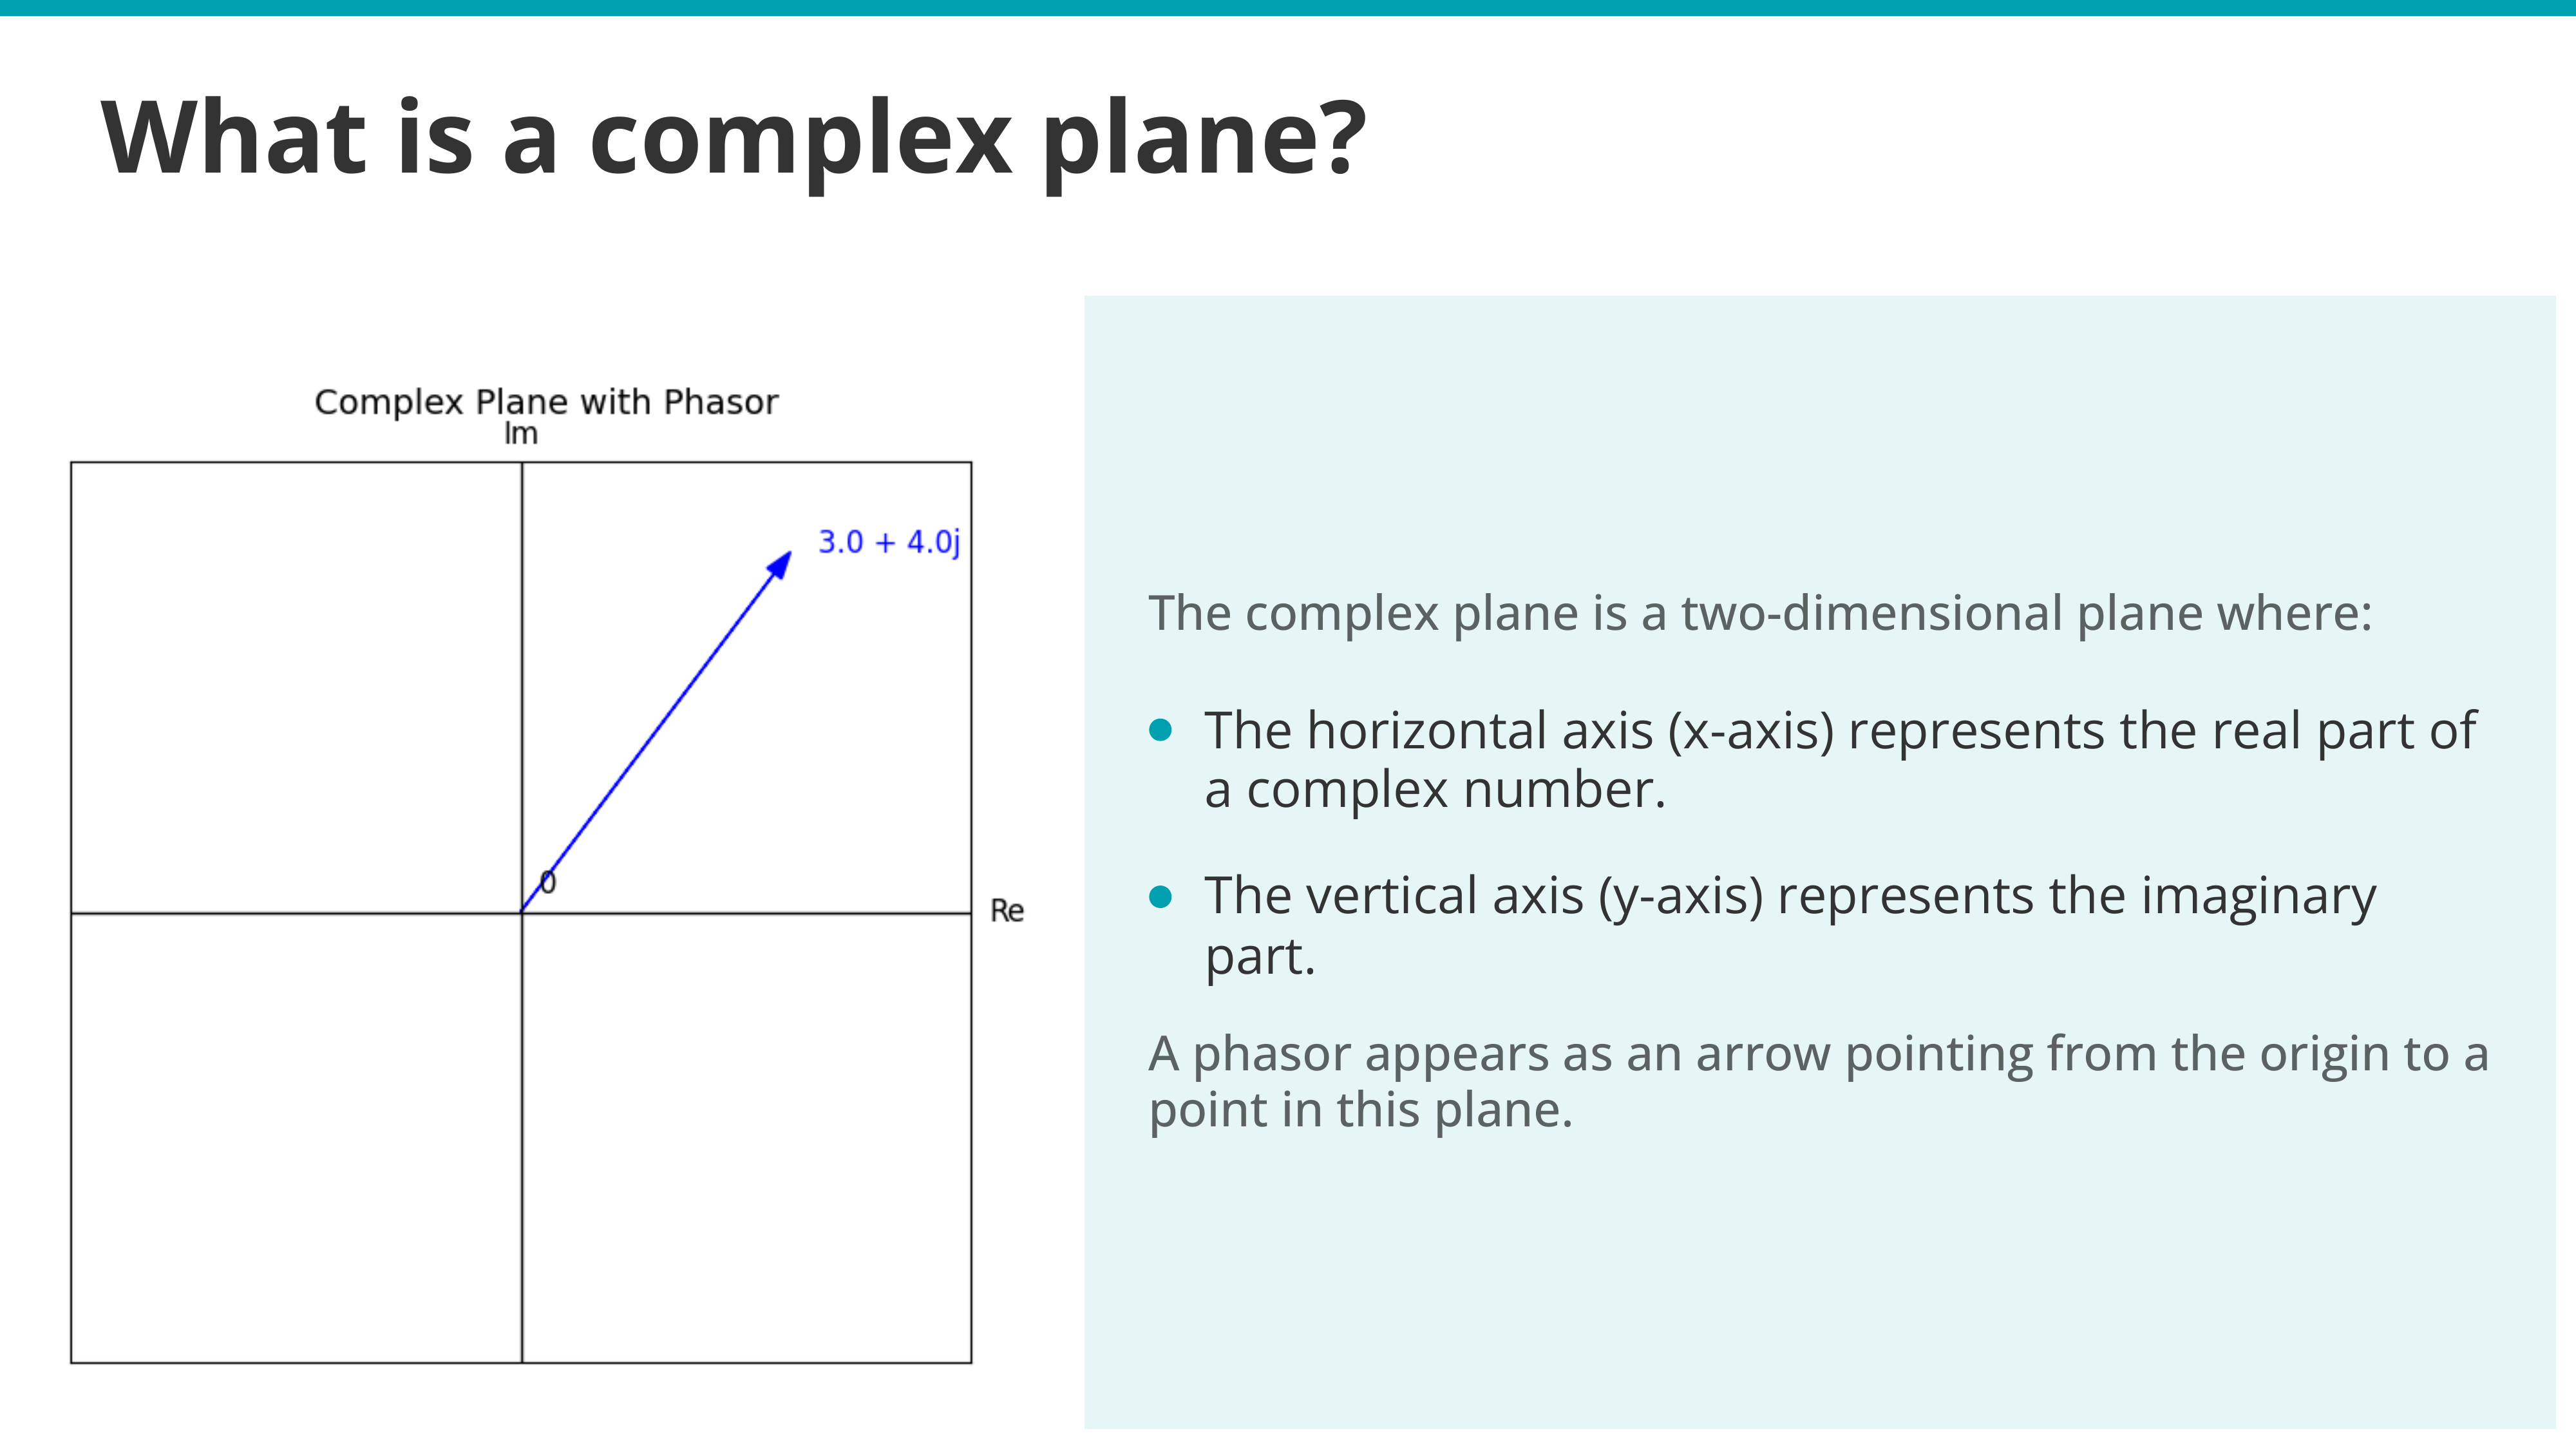 What is a complex plane?
Complex Plane with Phasor
Im
3.0 + 4.0j
0
Re
The complex plane is a two-dimensional plane where:
The horizontal axis (x-axis) represents the real part of
a complex number.
The vertical axis (y-axis) represents the imaginary
part.
A phasor appears as an arrow pointing from the origin to a
point in this plane.